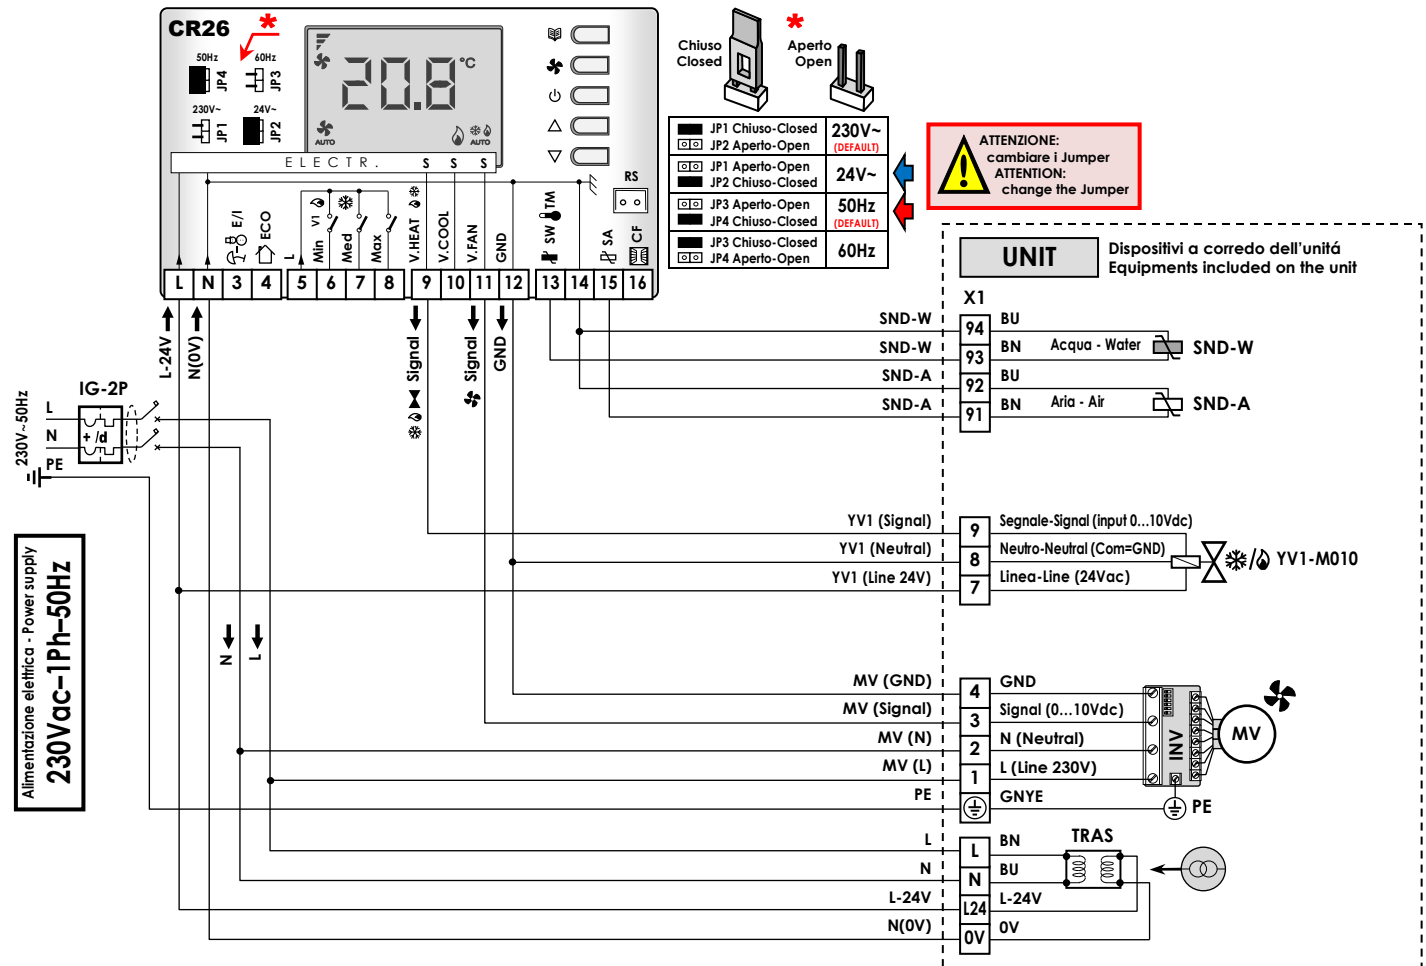 CR26
*
50Hz
JP4
60Hz
JP3
230V~
JP1
24V~
JP2
20.8 °C
AUTO
AUTO
ELECTR.
S S S
RS
E/I
ECO
L
Min V1
Med
Max
V.HEAT
V.COOL
V.FAN
GND
SW
TM
SA
CF
L N 3 4 5 6 7 8 9 10 11 12 13 14 15 16
Chiuso
Closed
*
Aperto
Open
JP1 Chiuso-Closed
JP2 Aperto-Open
230V~
(DEFAULT)
JP1 Aperto-Open
JP2 Chiuso-Closed
24V~
JP3 Aperto-Open
JP4 Chiuso-Closed
50Hz
(DEFAULT)
JP3 Chiuso-Closed
JP4 Aperto-Open
60Hz
!
ATTENZIONE:
cambiare i Jumper
ATTENTION:
change the Jumper
UNIT
Dispositivi a corredo dell'unitá
Equipments included on the unit
L-24V
N(0V)
Signal
Signal
GND
X1
SND-W 94 BU
SND-W 93 BN Acqua - Water SND-W
SND-A 92 BU
SND-A 91 BN Aria - Air SND-A
230V~50Hz
IG-2P
L
N
PE
+ /d
Alimentazione elettrica - Power supply
230Vac–1Ph–50Hz
N
L
YV1 (Signal) 9 Segnale-Signal (input 0...10Vdc)
YV1 (Neutral) 8 Neutro-Neutral (Com=GND)
YV1 (Line 24V) 7 Linea-Line (24Vac)
/ YV1-M010
MV (GND) 4 GND
MV (Signal) 3 Signal (0...10Vdc)
MV (N) 2 N (Neutral)
MV (L) 1 L (Line 230V)
PE GNYE
INV
MV
PE
L L BN
N N BU
L-24V L24 L-24V
N(0V) 0V 0V
TRAS